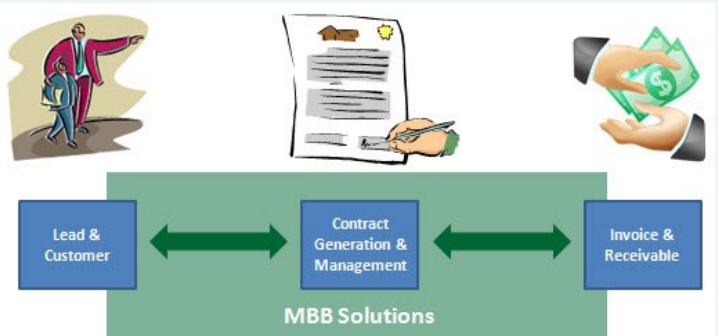 Lead &
Customer
Contract
Generation &
Management
Invoice &
Receivable
MBB Solutions
$